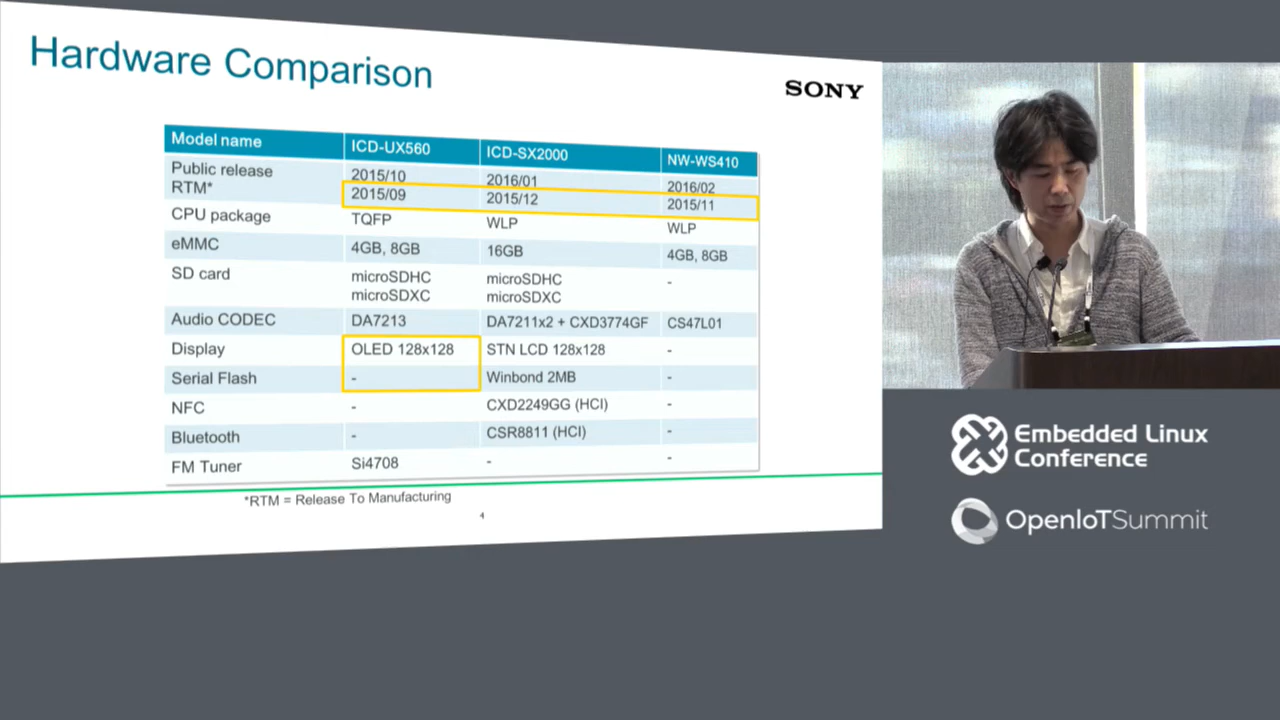 Hardware Comparison
SONY
Model name ICD-UX560 ICD-SX2000 NW-WS410
Public release 2015/10 2016/01 2016/02
RTM* 2015/09 2015/12 2015/11
CPU package TQFP WLP WLP
eMMC 4GB, 8GB 16GB 4GB, 8GB
SD card microSDHC microSDHC -
microSDXC microSDXC
Audio CODEC DA7213 DA7211x2 + CXD3774GF CS47L01
Display OLED 128x128 STN LCD 128x128 -
Serial Flash - Winbond 2MB -
NFC - CXD2249GG (HCI) -
Bluetooth - CSR8811 (HCI) -
FM Tuner Si4708 - -
*RTM = Release To Manufacturing
4
Embedded Linux
Conference
OpenIoTSummit